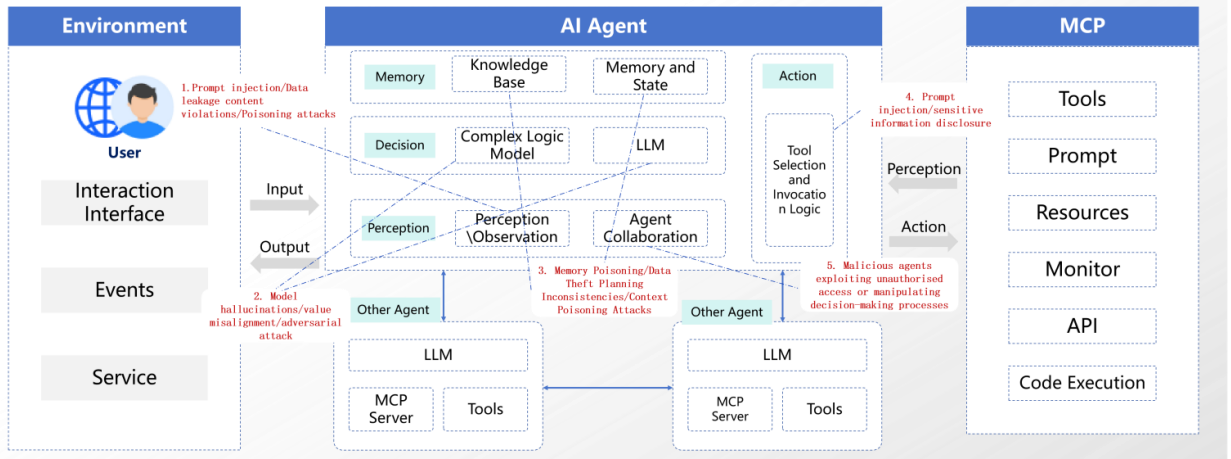 Environment
User
Interaction
Interface
Events
Service
1.Prompt injection/Data
leakage content
violations/Poisoning attacks
Input
Output
2. Model
hallucinations/value
misalignment/adversarial
attack
AI Agent
Memory
Knowledge
Base
Memory and
State
Decision
Complex Logic
Model
LLM
Perception
Perception
\Observation
Agent
Collaboration
Action
Tool
Selection
and
Invocatio
n Logic
3. Memory Poisoning/Data
Theft Planning
Inconsistencies/Context
Poisoning Attacks
4. Prompt
injection/sensitive
information disclosure
Perception
Action
5. Malicious agents
exploiting unauthorised
access or manipulating
decision-making processes
Other Agent
LLM
MCP
Server
Tools
Other Agent
LLM
MCP
Server
Tools
MCP
Tools
Prompt
Resources
Monitor
API
Code Execution